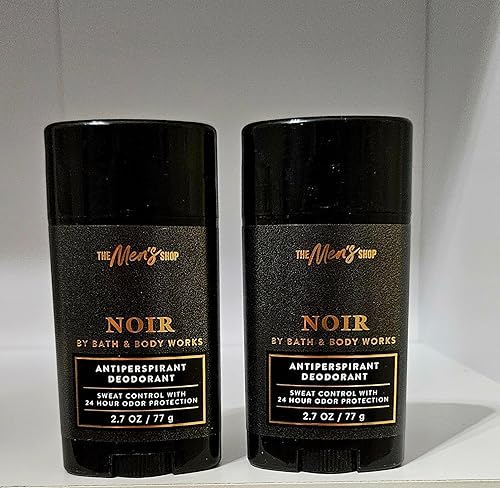 THE Men's SHOP
NOIR
BY BATH & BODY WORKS
ANTIPERSPIRANT
DEODORANT
SWEAT CONTROL WITH
24 HOUR ODOR PROTECTION
2.7 OZ / 77 g
THE Men's SHOP
NOIR
BY BATH & BODY WORKS
ANTIPERSPIRANT
DEODORANT
SWEAT CONTROL WITH
24 HOUR ODOR PROTECTION
2.7 OZ / 77 g